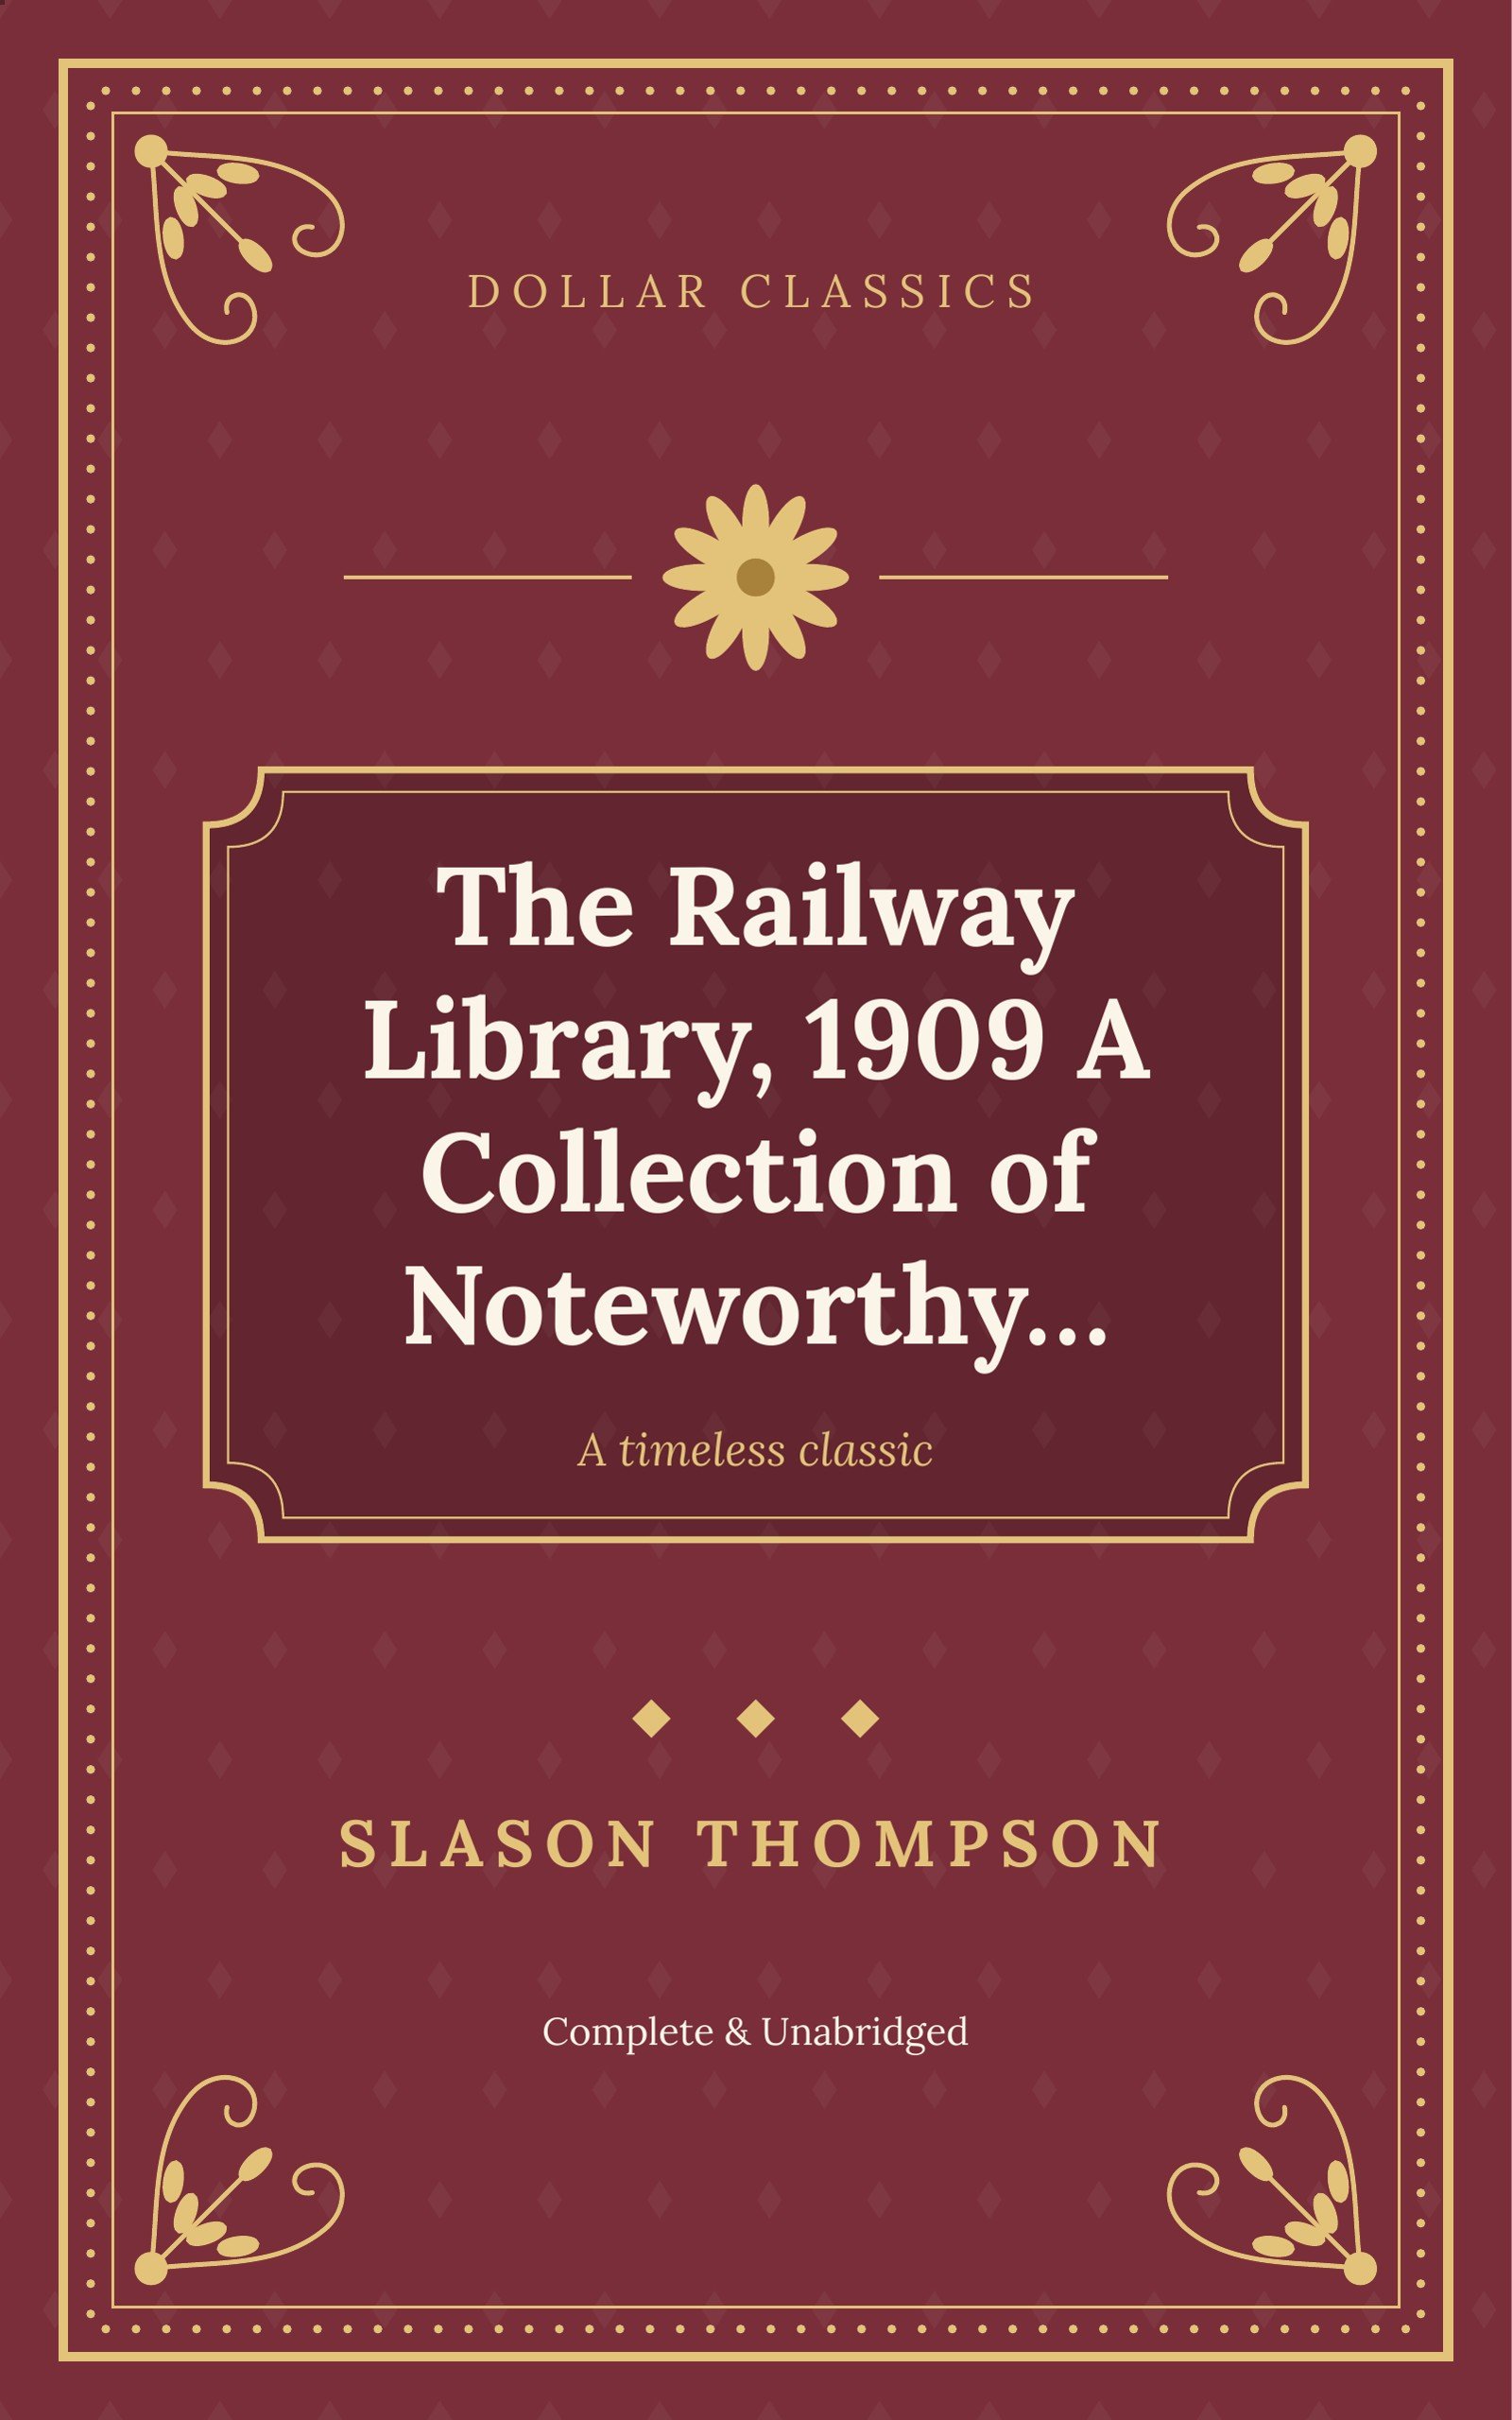 DOLLAR CLASSICS
The Railway
Library, 1909 A
Collection of
Noteworthy...
A timeless classic
SLASON THOMPSON
Complete & Unabridged